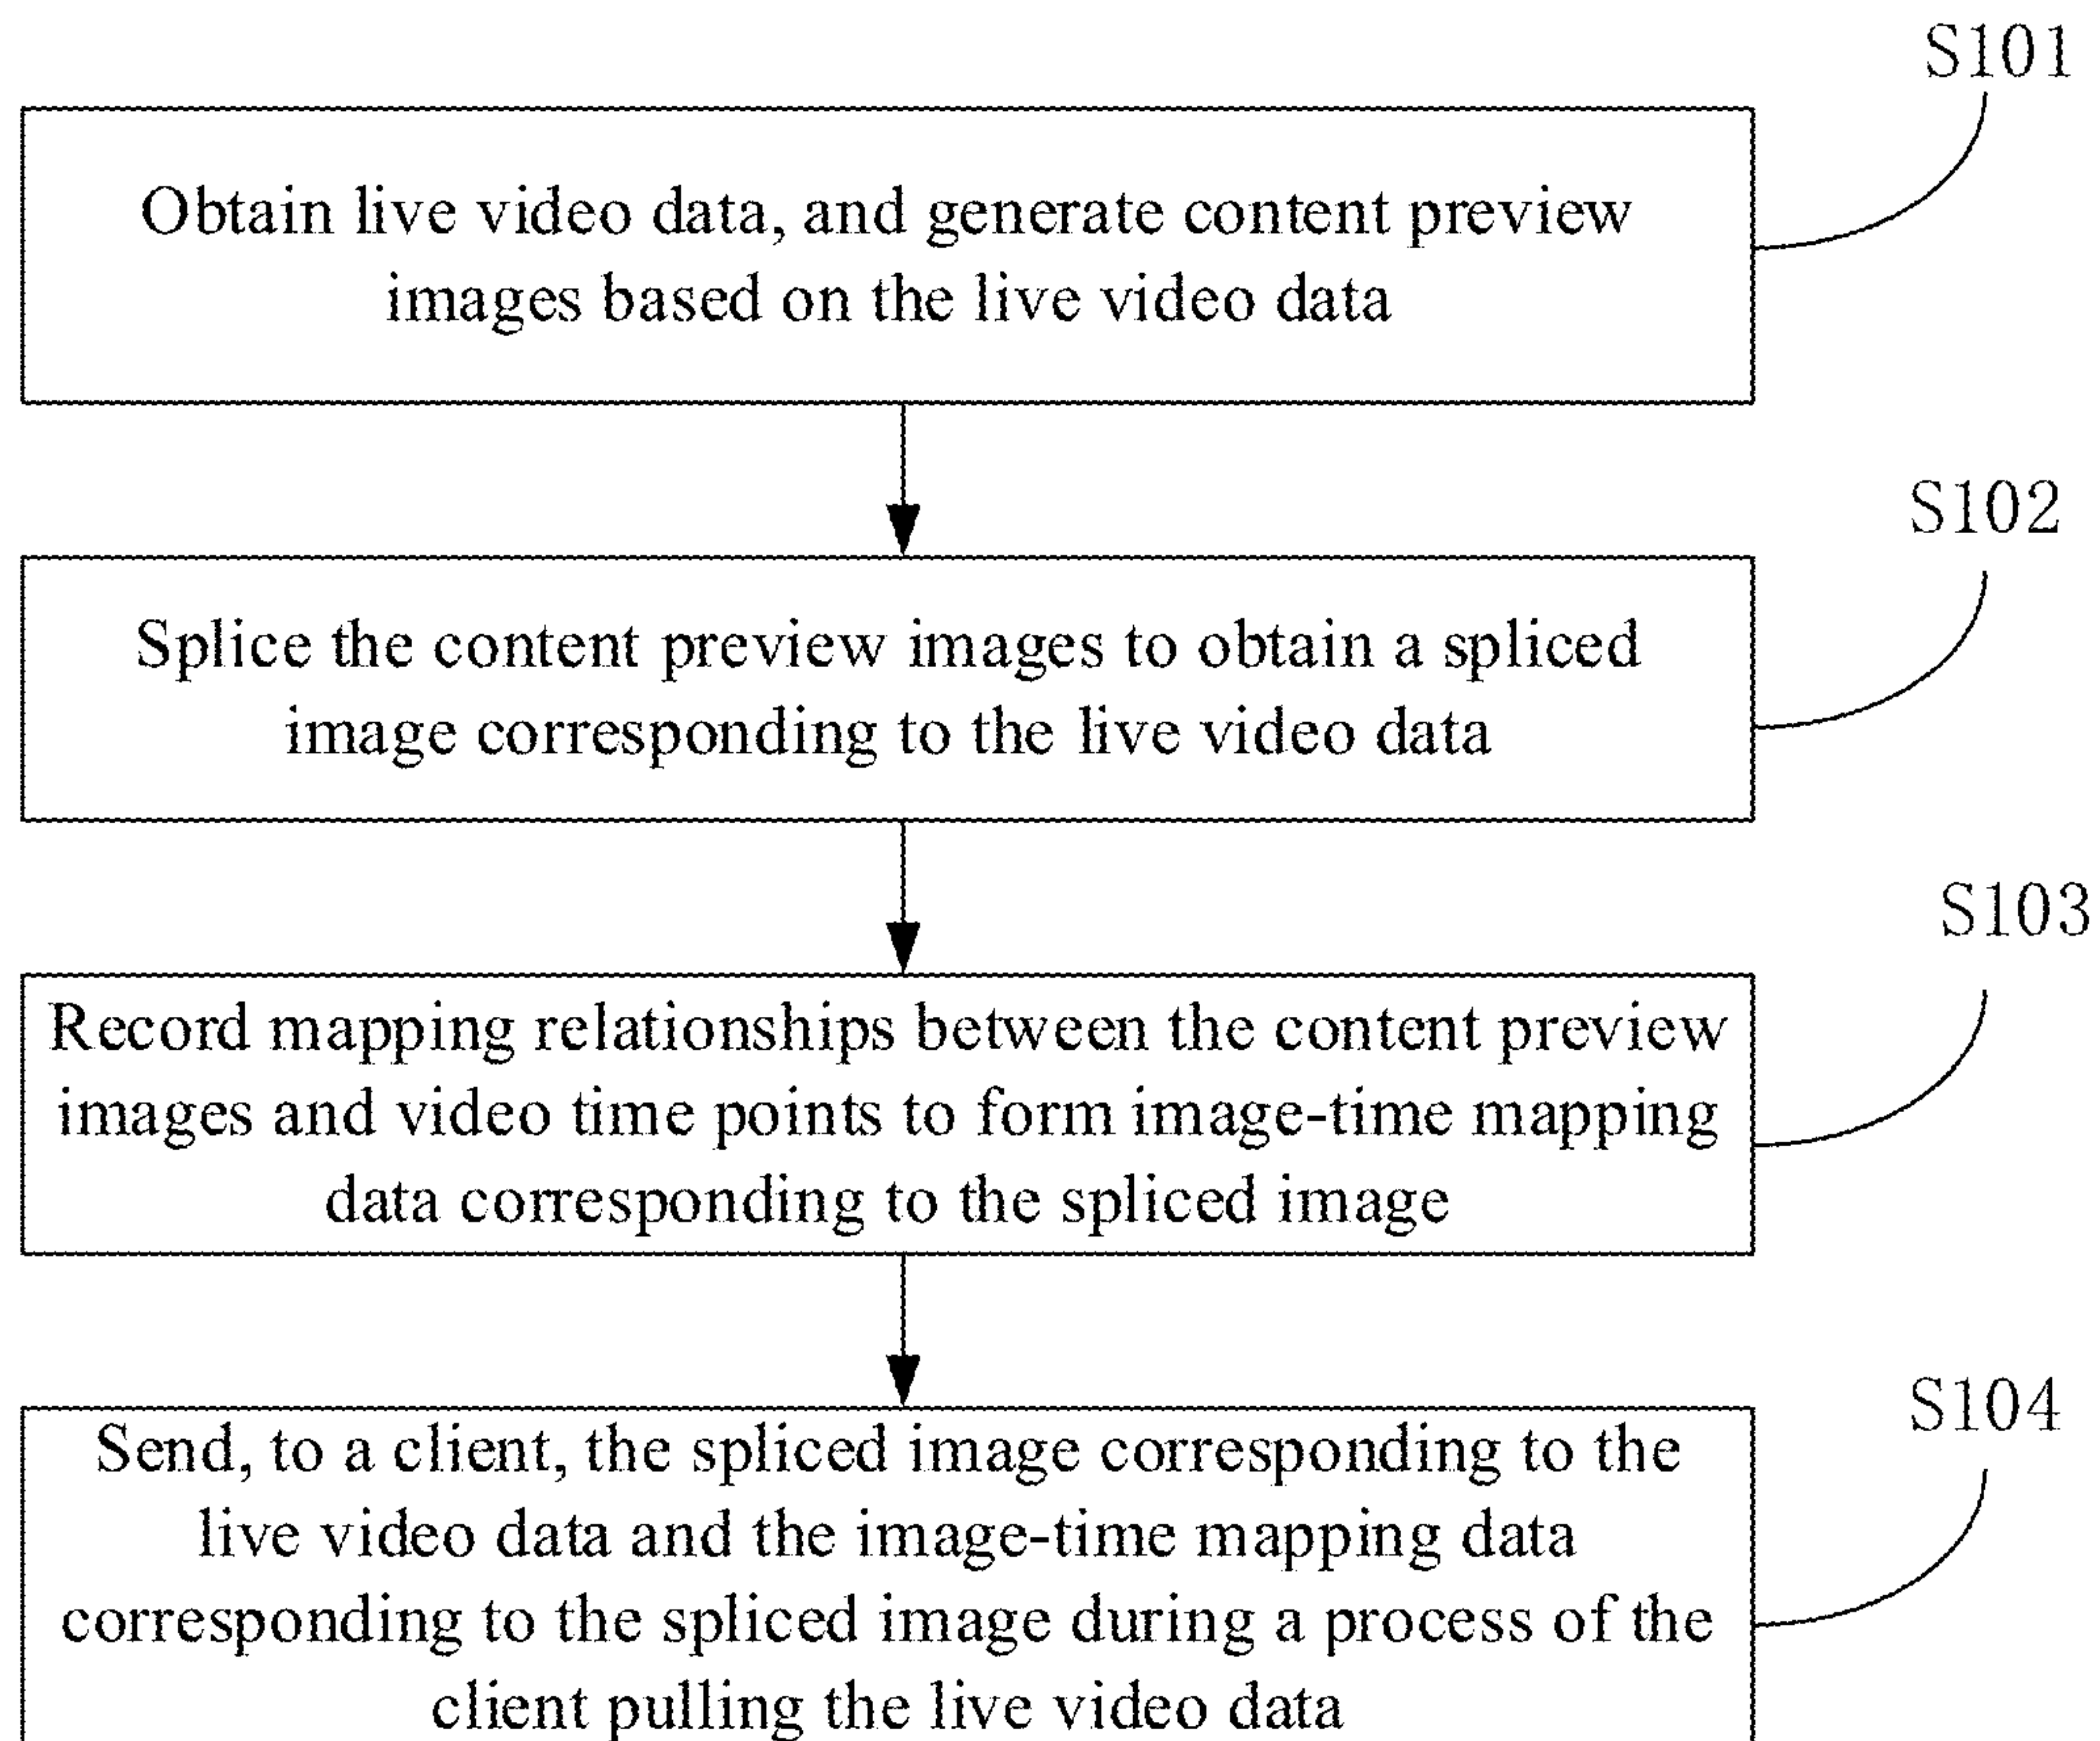 S101
Obtain live video data, and generate content preview
images based on the live video data
S102
Splice the content preview images to obtain a spliced
image corresponding to the live video data
S103
Record mapping relationships between the content preview
images and video time points to form image-time mapping
data corresponding to the spliced image
S104
Send, to a client, the spliced image corresponding to the
live video data and the image-time mapping data
corresponding to the spliced image during a process of the
client pulling the live video data